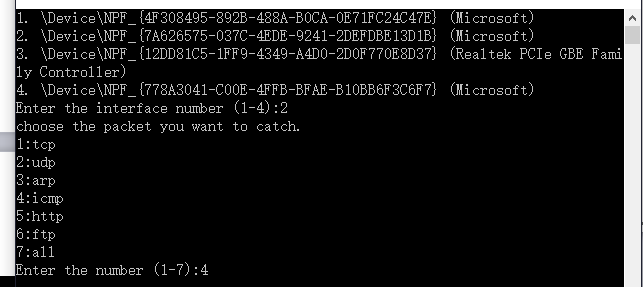 1. \Device\NPF_{4F308495-892B-488A-B0CA-0E71FC24C47E} (Microsoft)
2. \Device\NPF_{7A626575-037C-4EDE-9241-2DEFDBE13D1B} (Microsoft)
3. \Device\NPF_{12DD81C5-1FF9-4349-A4D0-2D0F770E8D37} (Realtek PCIe GBE Fami
ly Controller)
4. \Device\NPF_{778A3041-C00E-4FFB-BFAE-B10BB6F3C6F7} (Microsoft)
Enter the interface number (1-4):2
choose the packet you want to catch.
1:tcp
2:udp
3:arp
4:icmp
5:http
6:ftp
7:all
Enter the number (1-7):4